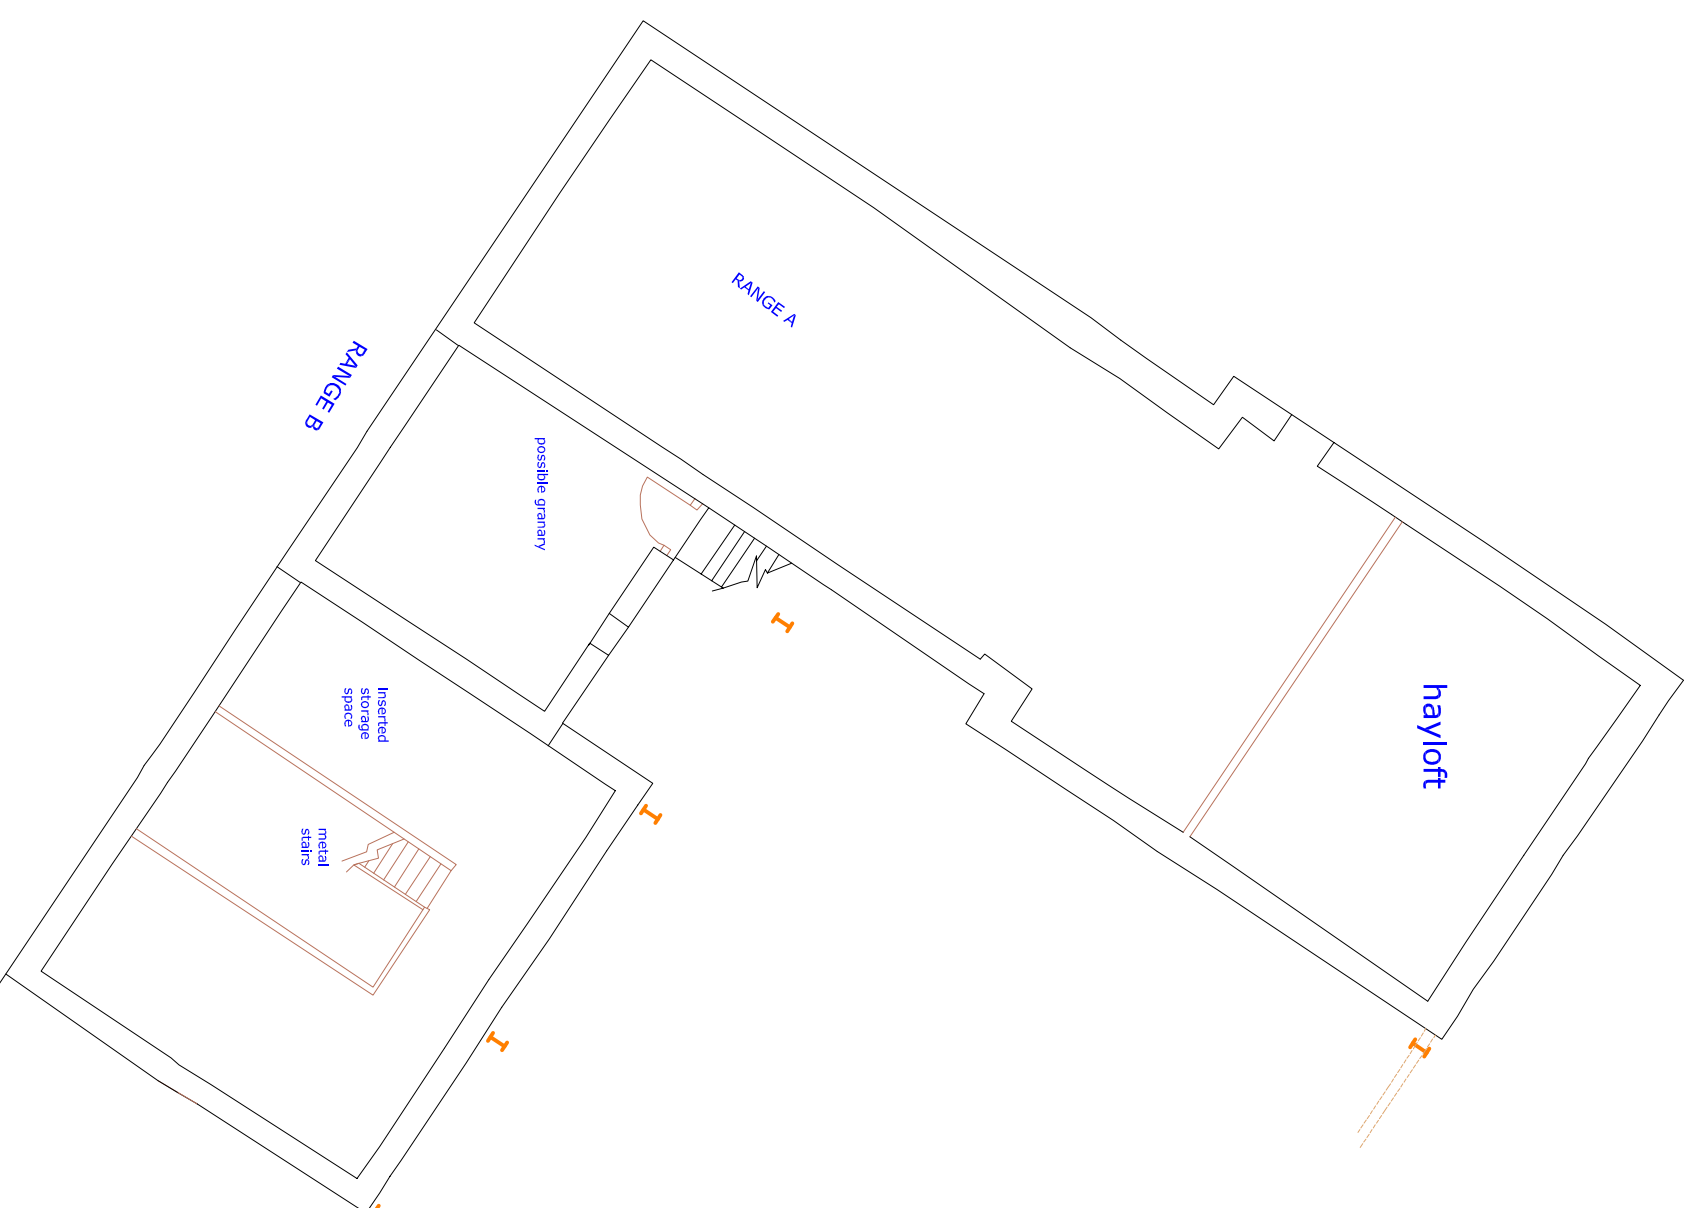 RANGE A
RANGE B
possible granary
Inserted
storage
space
metal
stairs
hayloft